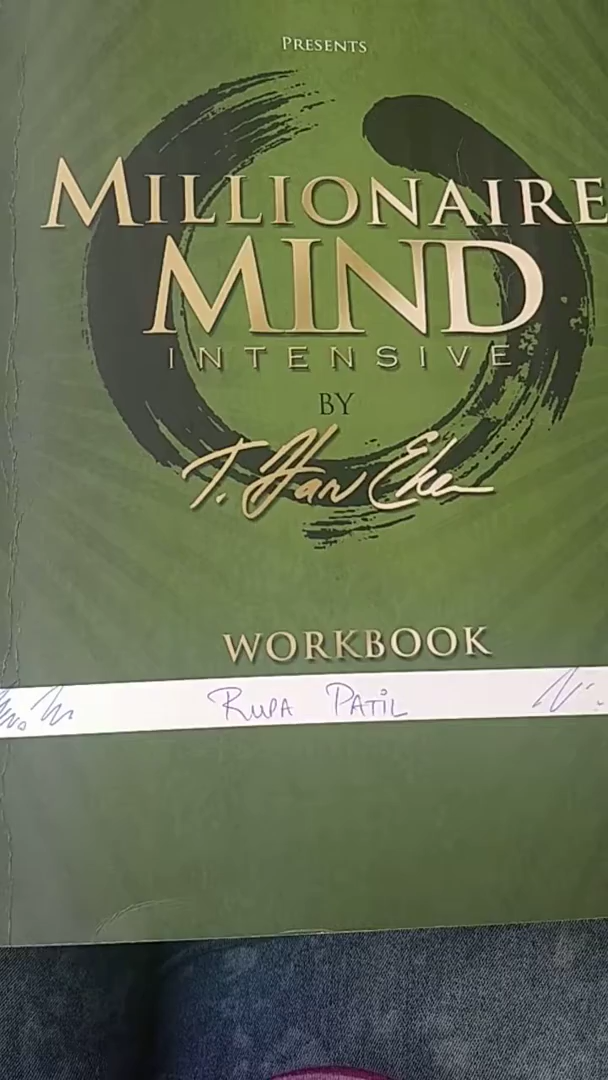 PRESENTS
MILLIONAIRE
MIND
INTENSIVE
BY
T. Harv Eker
WORKBOOK
RUPA PATIL